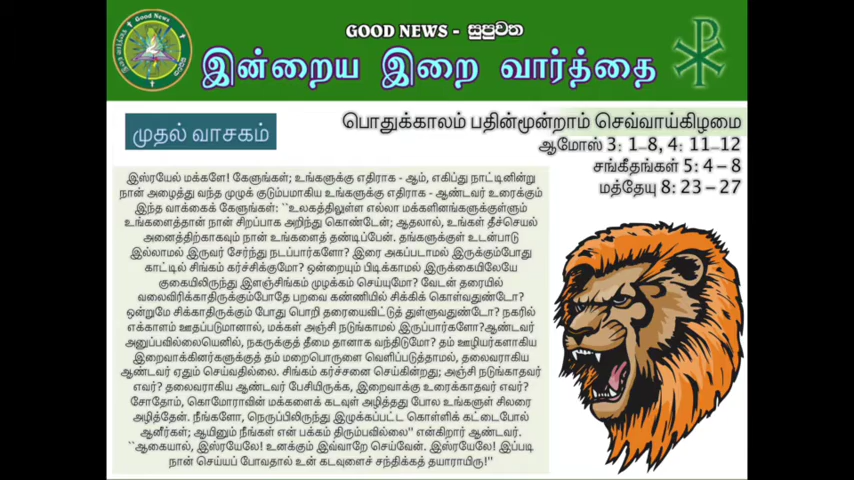 GOOD NEWS - සුපුවත
இன்றைய இறை வார்த்தை
Good News
முதல் வாசகம்
பொதுக்காலம் பதின்மூன்றாம் செவ்வாய்கிழமை
ஆமோஸ் 3: 1-8, 4: 11-12
சங்கீதங்கள் 5: 4 – 8
மத்தேயு 8: 23 – 27
இஸ்ரயேல் மக்களே! கேளுங்கள்; உங்களுக்கு எதிராக - ஆம், எகிப்து நாட்டினின்று
நான் அழைத்து வந்த முழுக் குடும்பமாகிய உங்களுக்கு எதிராக - ஆண்டவர் உரைக்கும்
இந்த வாக்கைக் கேளுங்கள்: ``உலகத்திலுள்ள எல்லா மக்களினங்களுக்குள்ளும்
உங்களைத்தான் நான் சிறப்பாக அறிந்து கொண்டேன்; ஆதலால், உங்கள் தீச்செயல்
அனைத்திற்காகவும் நான் உங்களைத் தண்டிப்பேன். தங்களுக்குள் உடன்பாடு
இல்லாமல் இருவர் சேர்ந்து நடப்பார்களோ? இரை அகப்படாமல் இருக்கும்போது
காட்டில் சிங்கம் கர்ச்சிக்குமோ? ஒன்றையும் பிடிக்காமல் இருக்கையிலேயே
குகையிலிருந்து இளஞ்சிங்கம் முழக்கம் செய்யுமோ? வேடன் தரையில்
வலைவிரிக்காதிருக்கும்போதே பறவை கண்ணியில் சிக்கிக் கொள்வதுண்டோ?
ஒன்றுமே சிக்காதிருக்கும் போது பொறி தரையைவிட்டுத் துள்ளுவதுண்டோ? நகரில்
எக்காளம் ஊதப்படுமானால், மக்கள் அஞ்சி நடுங்காமல் இருப்பார்களோ?ஆண்டவர்
அனுப்பவில்லையெனில், நகருக்குத் தீமை தானாக வந்திடுமோ? தம் ஊழியர்களாகிய
இறைவாக்கினர்களுக்குத் தம் மறைபொருளை வெளிப்படுத்தாமல், தலைவராகிய
ஆண்டவர் ஏதும் செய்வதில்லை. சிங்கம் கர்ச்சனை செய்கின்றது; அஞ்சி நடுங்காதவர்
எவர்? தலைவராகிய ஆண்டவர் பேசியிருக்க, இறைவாக்கு உரைக்காதவர் எவர்?
சோதோம், கொமோராவின் மக்களைக் கடவுள் அழித்தது போல உங்களுள் சிலரை
அழித்தேன். நீங்களோ, நெருப்பிலிருந்து இழுக்கப்பட்ட கொள்ளிக் கட்டைபோல்
ஆனீர்கள்; ஆயினும் நீங்கள் என் பக்கம் திரும்பவில்லை" என்கிறார் ஆண்டவர்.
``ஆகையால், இஸ்ரயேலே! உனக்கும் இவ்வாறே செய்வேன். இஸ்ரயேலே! இப்படி
நான் செய்யப் போவதால் உன் கடவுளைச் சந்திக்கத் தயாராயிரு!"